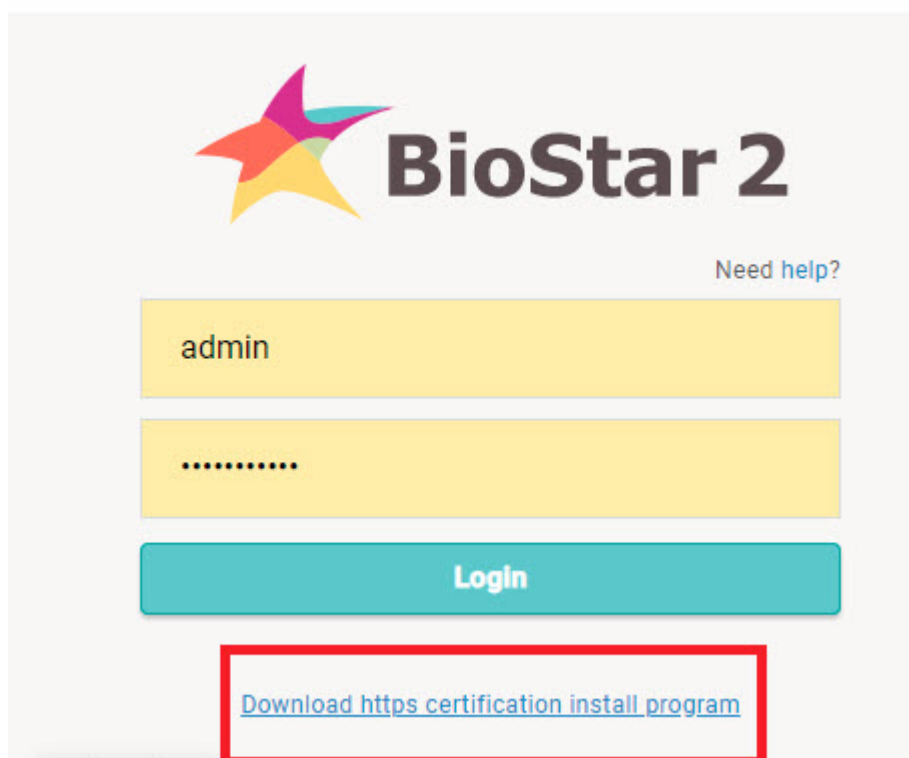 BioStar 2
Need help?
admin
•••••••••••
Login
Download https certification install program